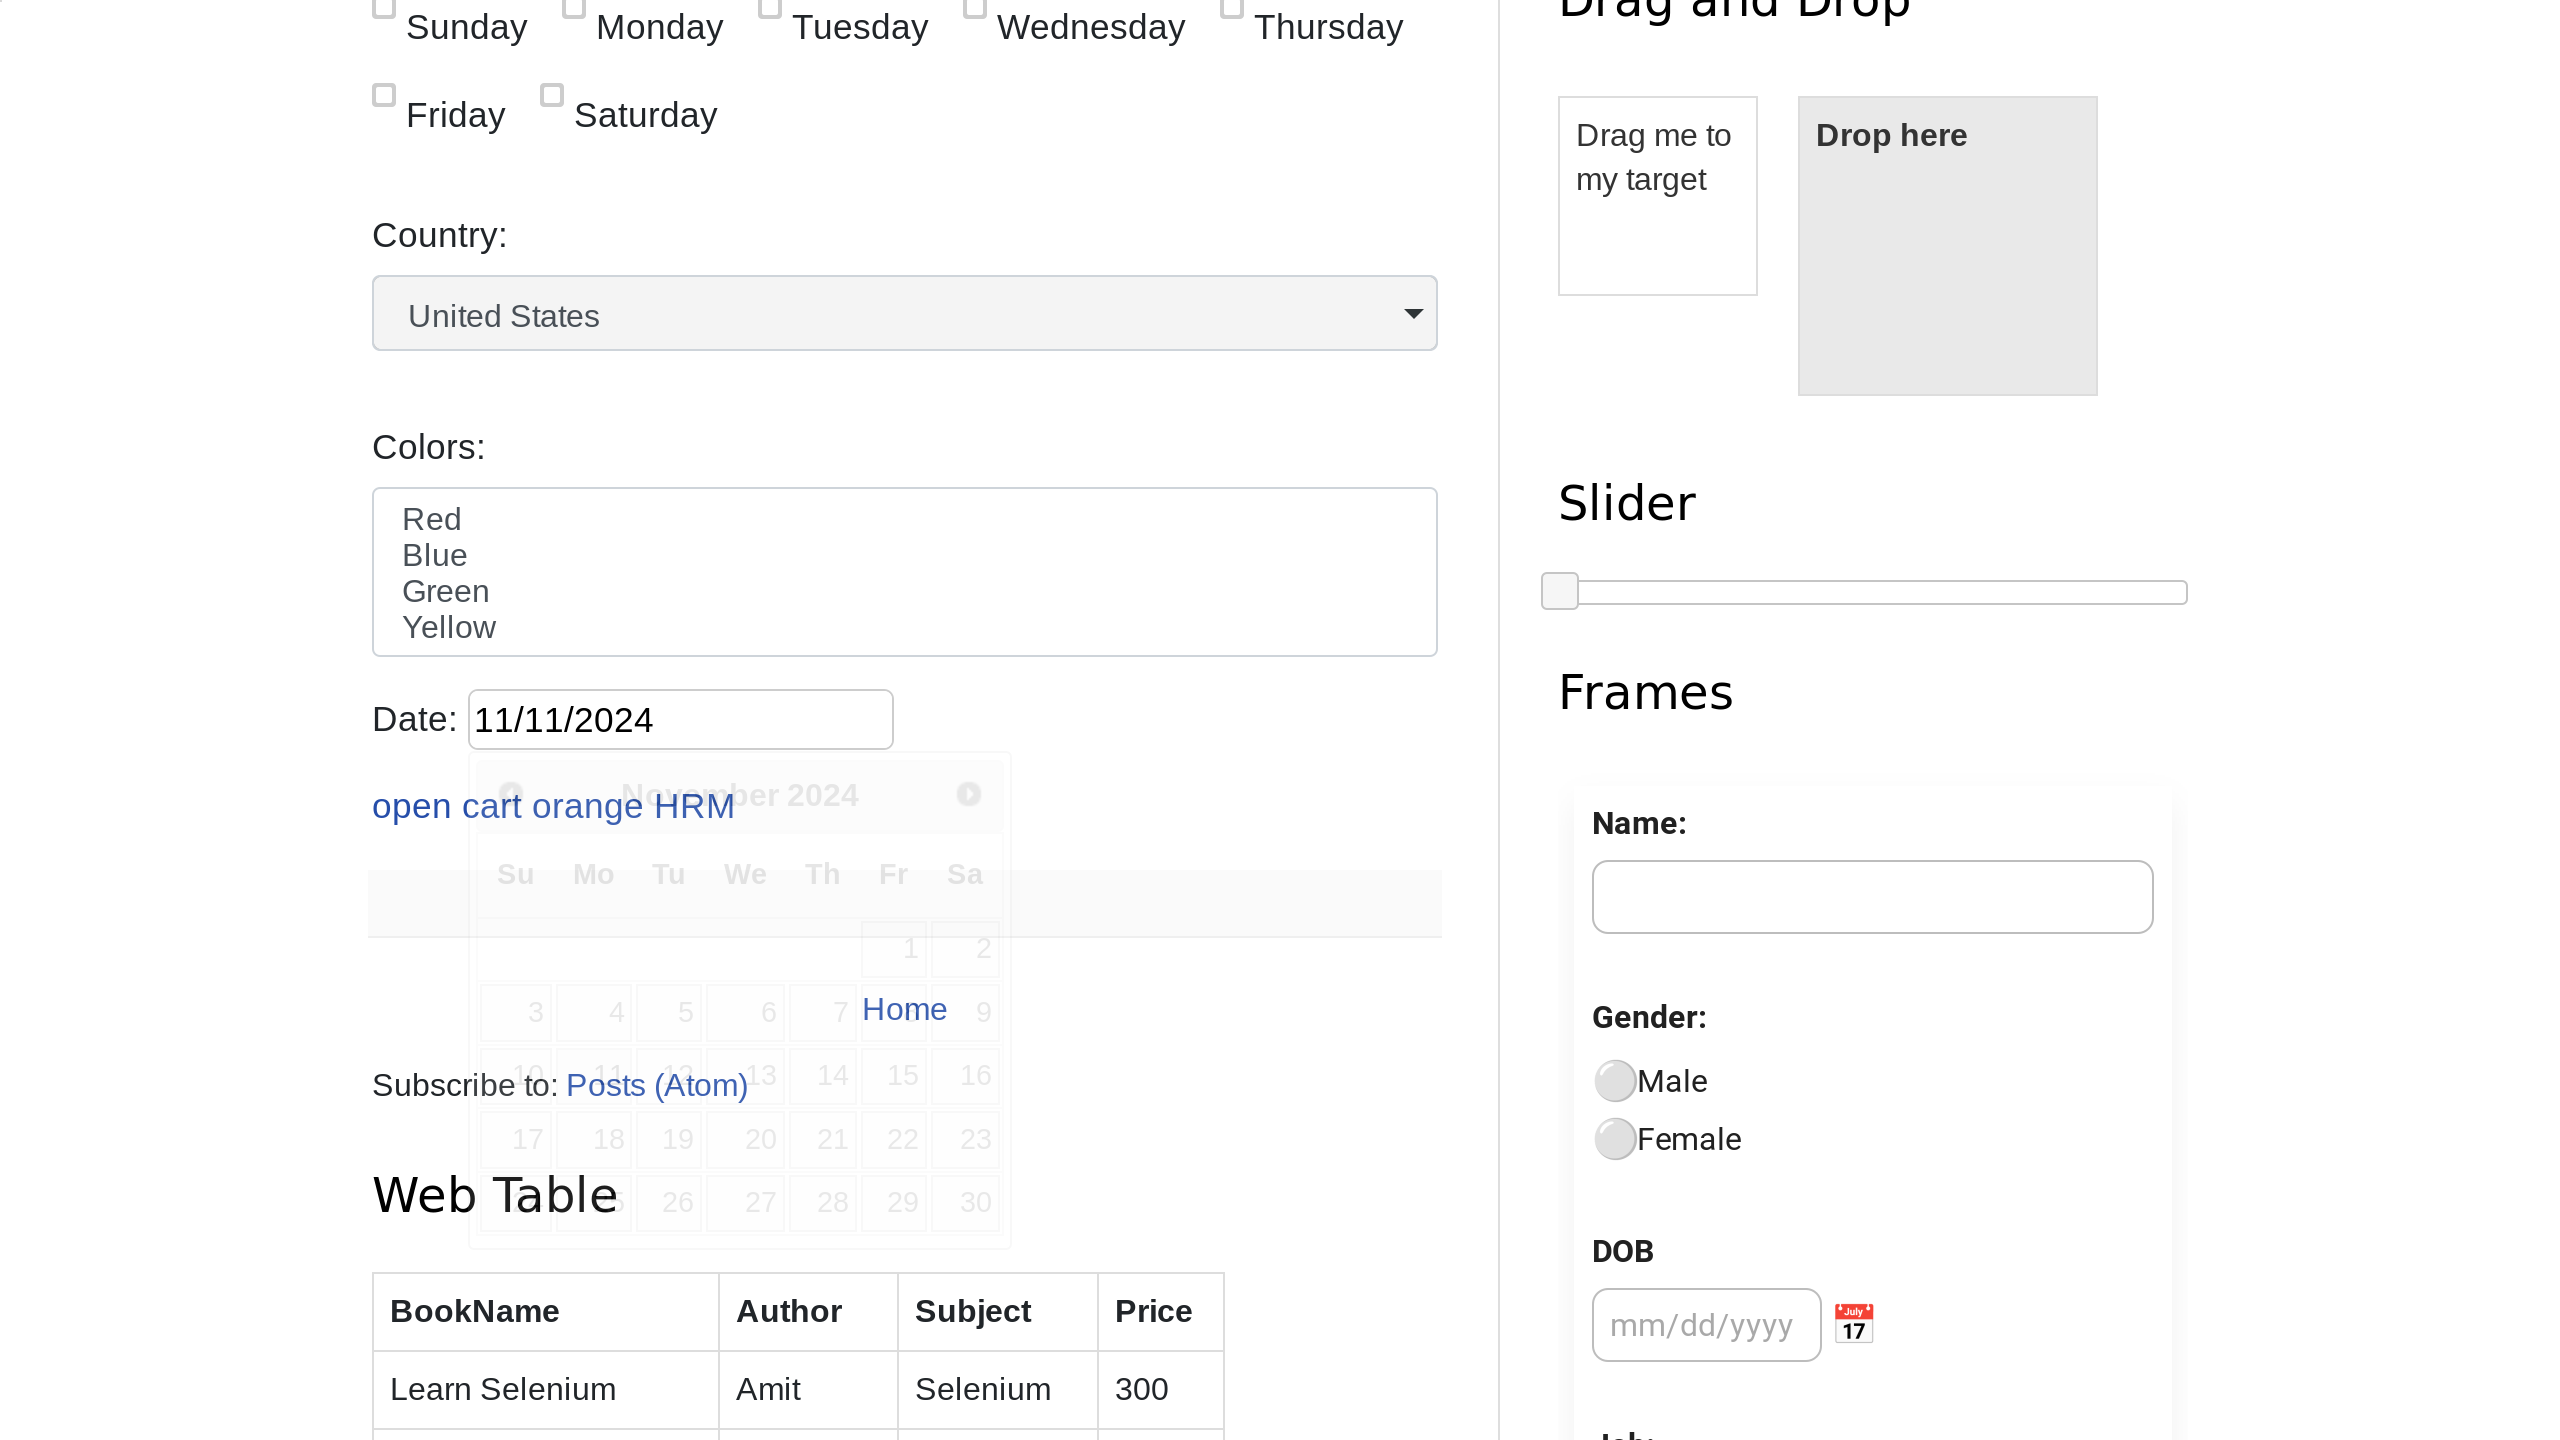 Sunday Monday Tuesday Wednesday Thursday
Friday Saturday
Country:
United States
Colors:
Red
Blue
Green
Yellow
Date: 11/11/2024
November 2024
open cart orange HRM
Su Mo Tu We Th Fr Sa
1 2
3 4 5 6 7 9
Home
10 11 12 13 14 15 16
Subscribe to: Posts (Atom)
17 18 19 20 21 22 23
Web Table
25 26 27 28 29 30
BookName Author Subject Price
Learn Selenium Amit Selenium 300
Drag and Drop
Drag me to
my target
Drop here
Slider
Frames
Name:
Gender:
Male
Female
DOB
mm/dd/yyyy
July
17